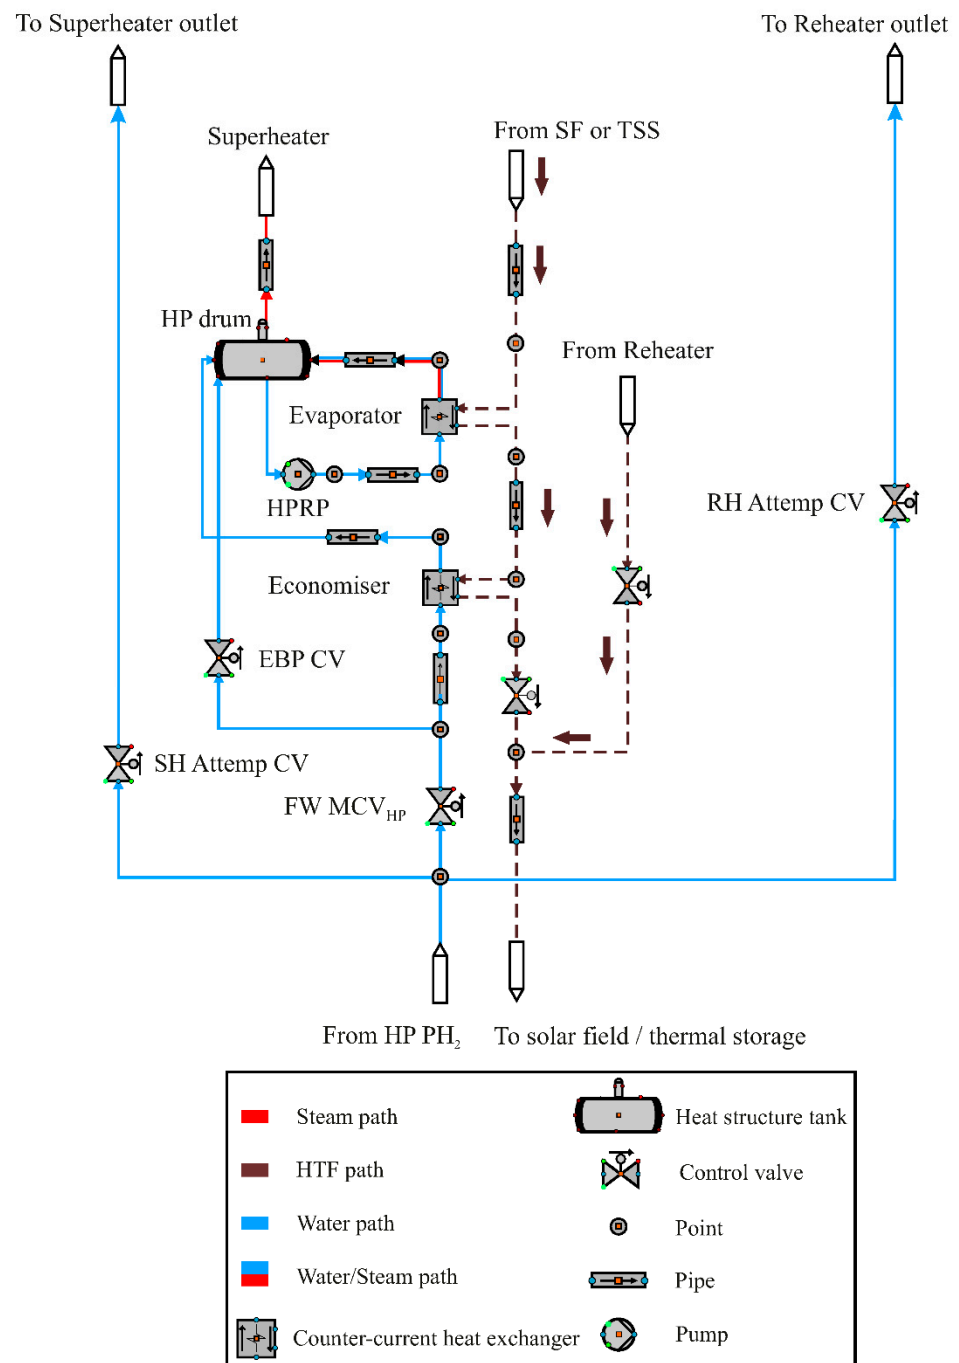 To Superheater outlet
To Reheater outlet
Superheater
From SF or TSS
HP drum
From Reheater
Evaporator
HPRP
RH Attemp CV
Economiser
EBP CV
SH Attemp CV
FW MCV_HP
From HP PH_2
To solar field / thermal storage
Steam path
Heat structure tank
HTF path
Control valve
Water path
Point
Water/Steam path
Pipe
Counter-current heat exchanger
Pump